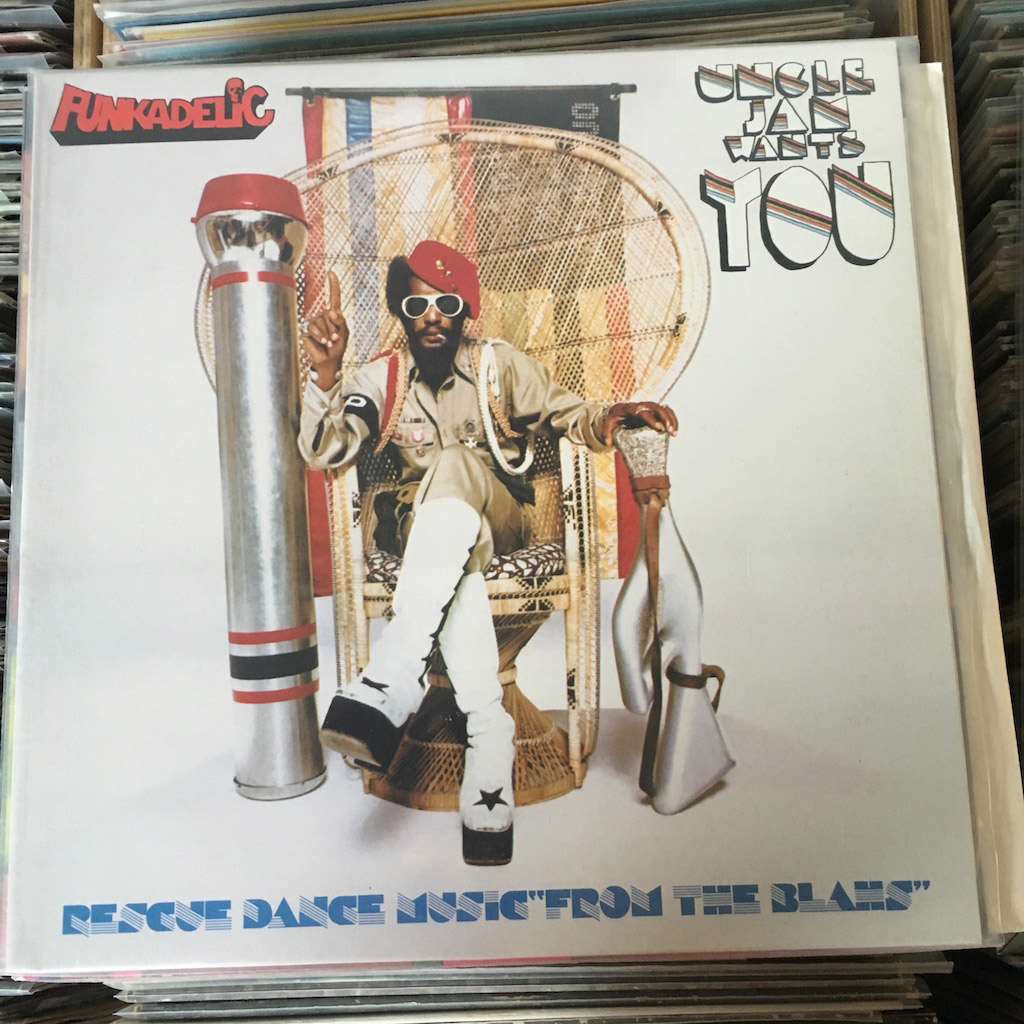 FUNKADELIC
UNCLE
JAM
WANTS
YOU
P
RESCUE DANCE MUSIC "FROM THE BLAHS"